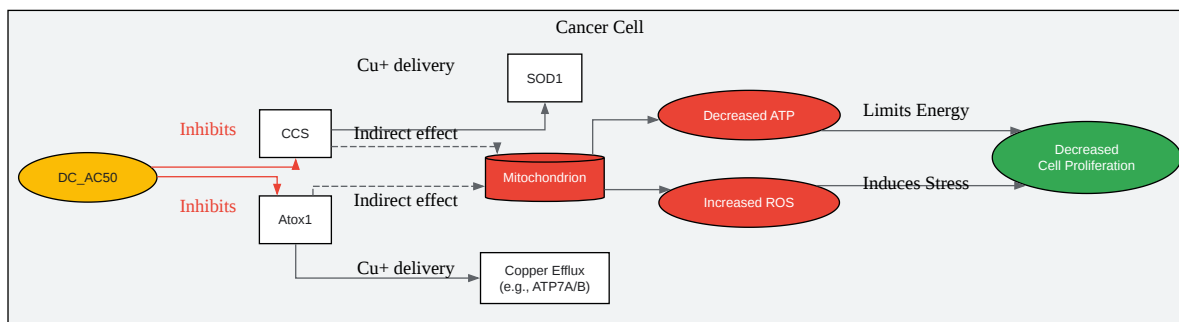 Cancer Cell
Cu+ delivery
SOD1
Inhibits
CCS
Indirect effect
Decreased ATP
Limits Energy
Decreased
Cell Proliferation
DC_AC50
Mitochondrion
Inhibits
Atox1
Indirect effect
Increased ROS
Induces Stress
Cu+ delivery
Copper Efflux
(e.g., ATP7A/B)